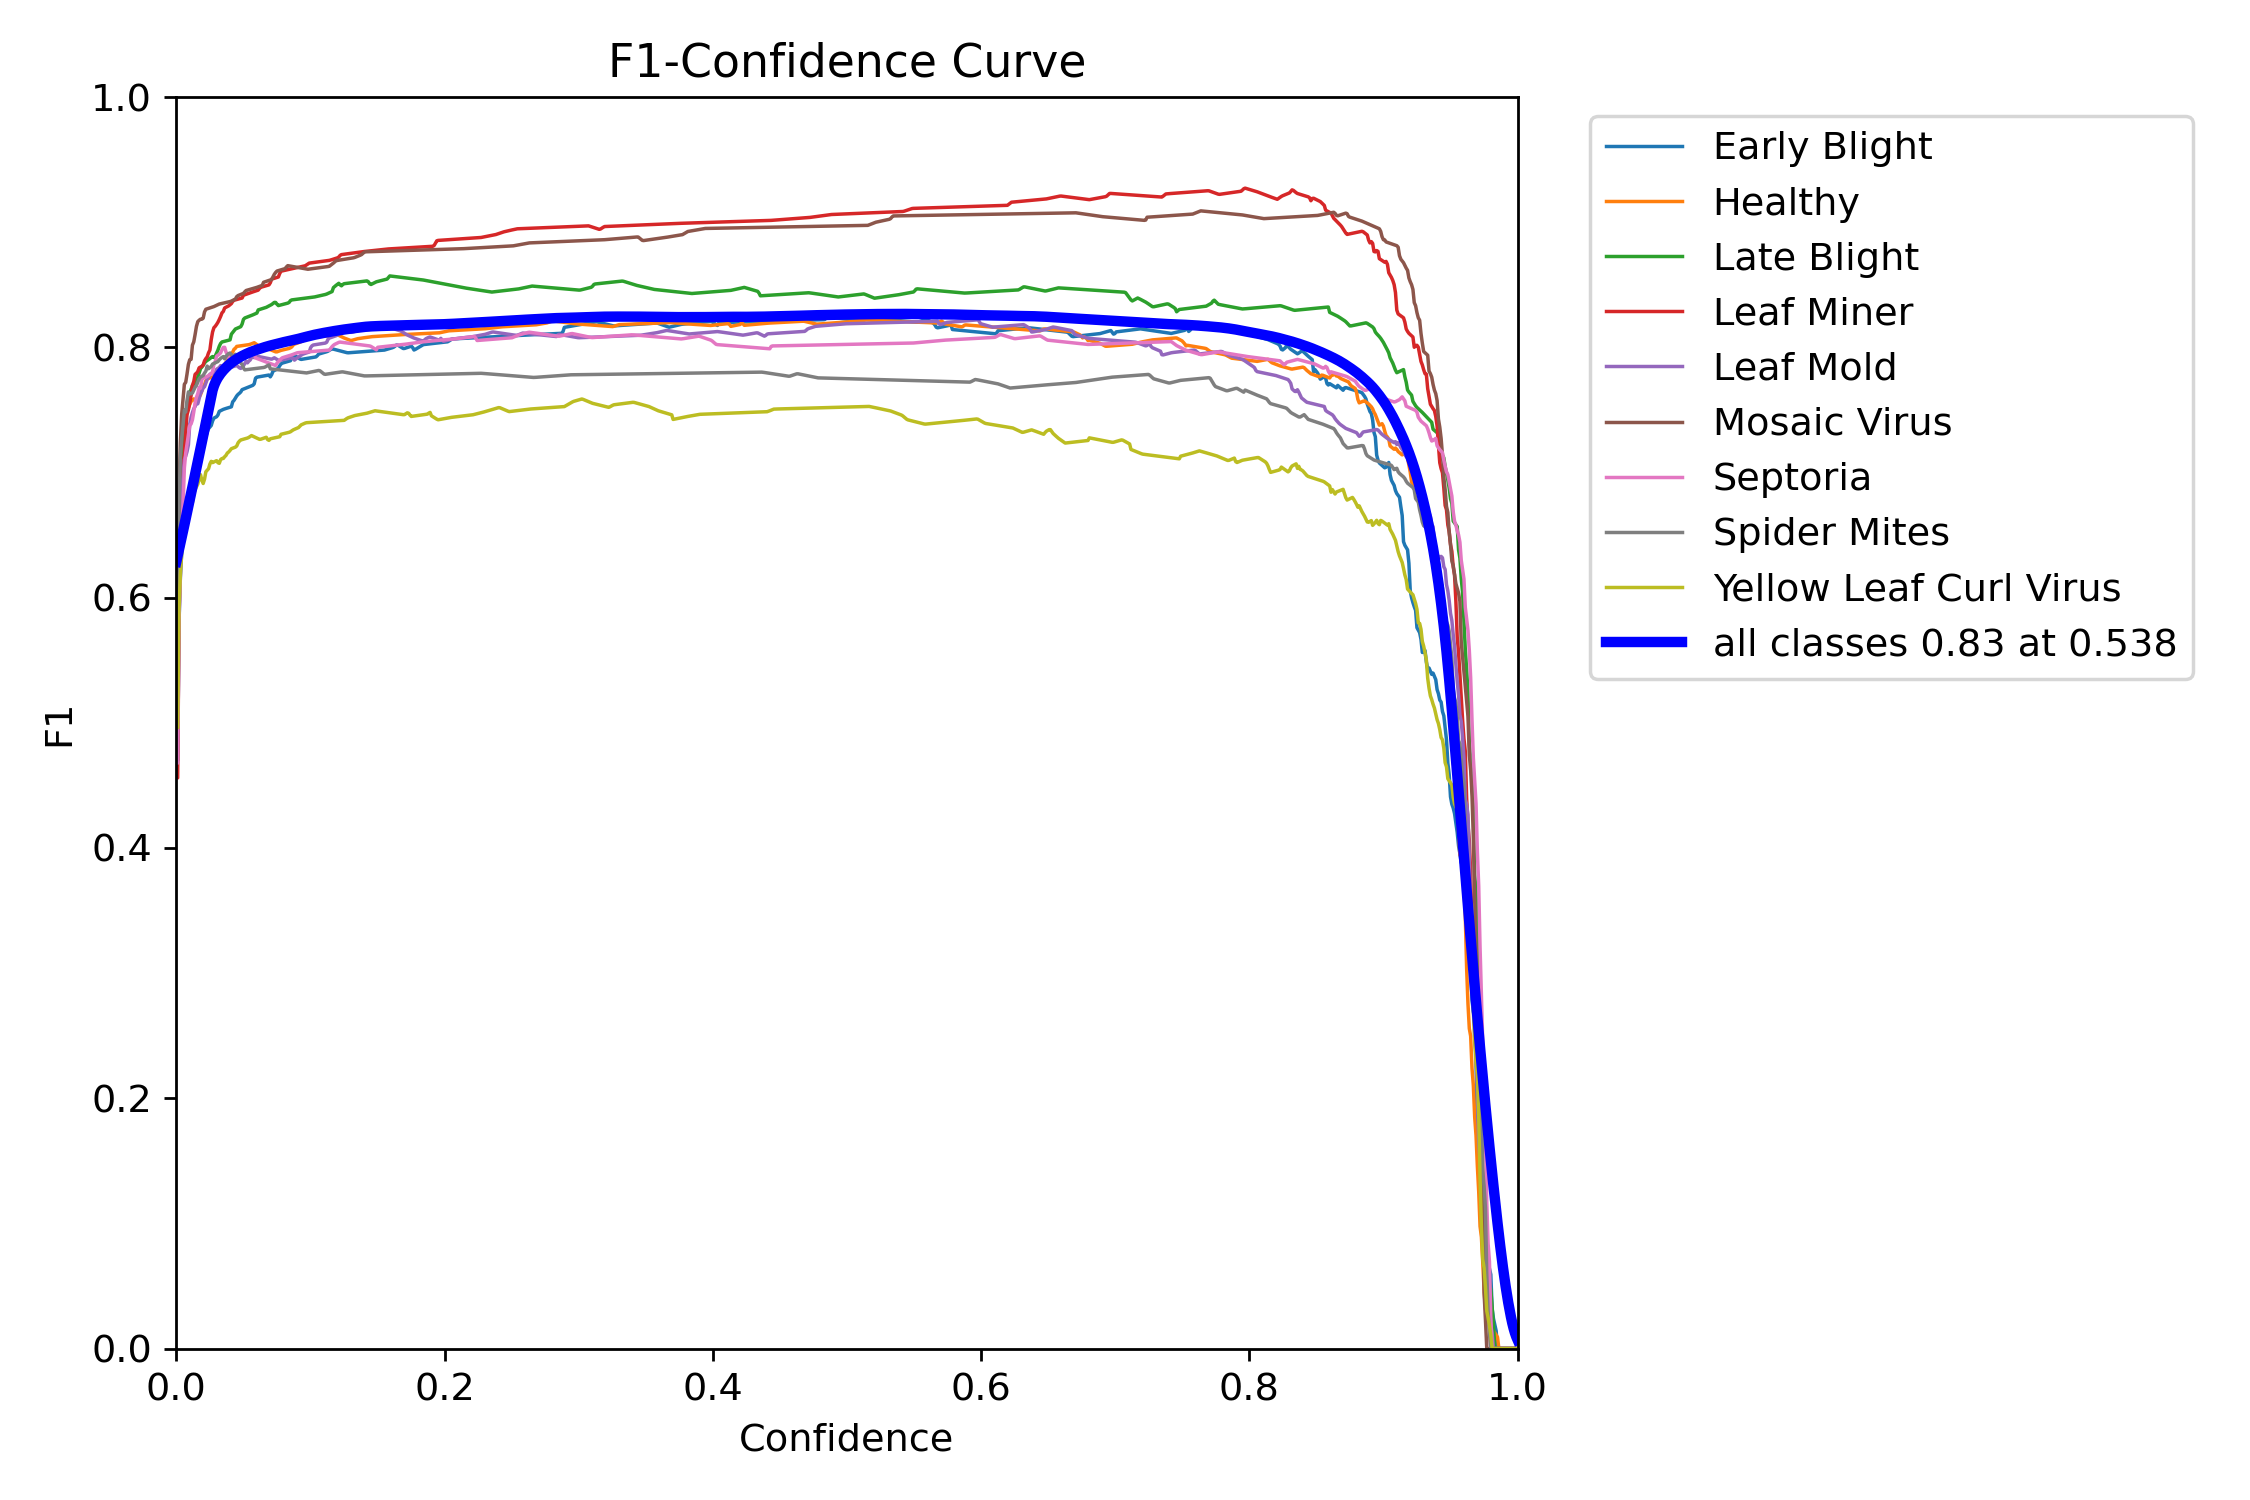 F1-Confidence Curve
1.0
0.8
0.6
0.4
0.2
0.0
F1
0.0 0.2 0.4 0.6 0.8 1.0
Confidence
Early Blight
Healthy
Late Blight
Leaf Miner
Leaf Mold
Mosaic Virus
Septoria
Spider Mites
Yellow Leaf Curl Virus
all classes 0.83 at 0.538